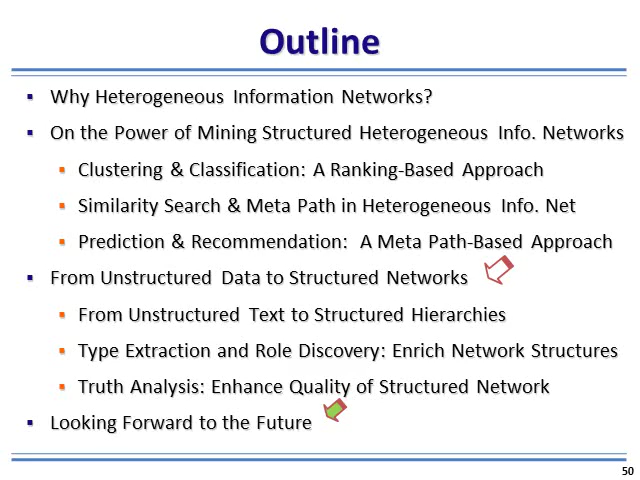 Outline
▪ Why Heterogeneous Information Networks?
▪ On the Power of Mining Structured Heterogeneous Info. Networks
▪ Clustering & Classification: A Ranking-Based Approach
▪ Similarity Search & Meta Path in Heterogeneous Info. Net
▪ Prediction & Recommendation: A Meta Path-Based Approach
▪ From Unstructured Data to Structured Networks
▪ From Unstructured Text to Structured Hierarchies
▪ Type Extraction and Role Discovery: Enrich Network Structures
▪ Truth Analysis: Enhance Quality of Structured Network
▪ Looking Forward to the Future
50